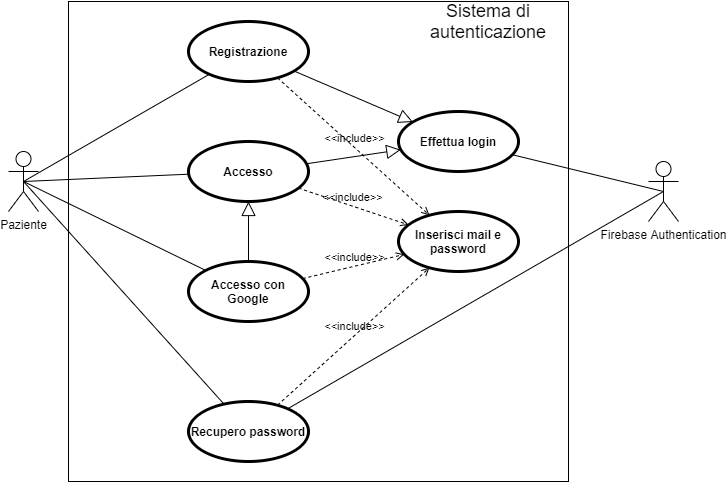 Sistema di
autenticazione
Registrazione
<<include>>
Effettua login
Accesso
<<include>>
Paziente
Inserisci mail e
password
Firebase Authentication
<<include>>
Accesso con
Google
<<include>>
Recupero password